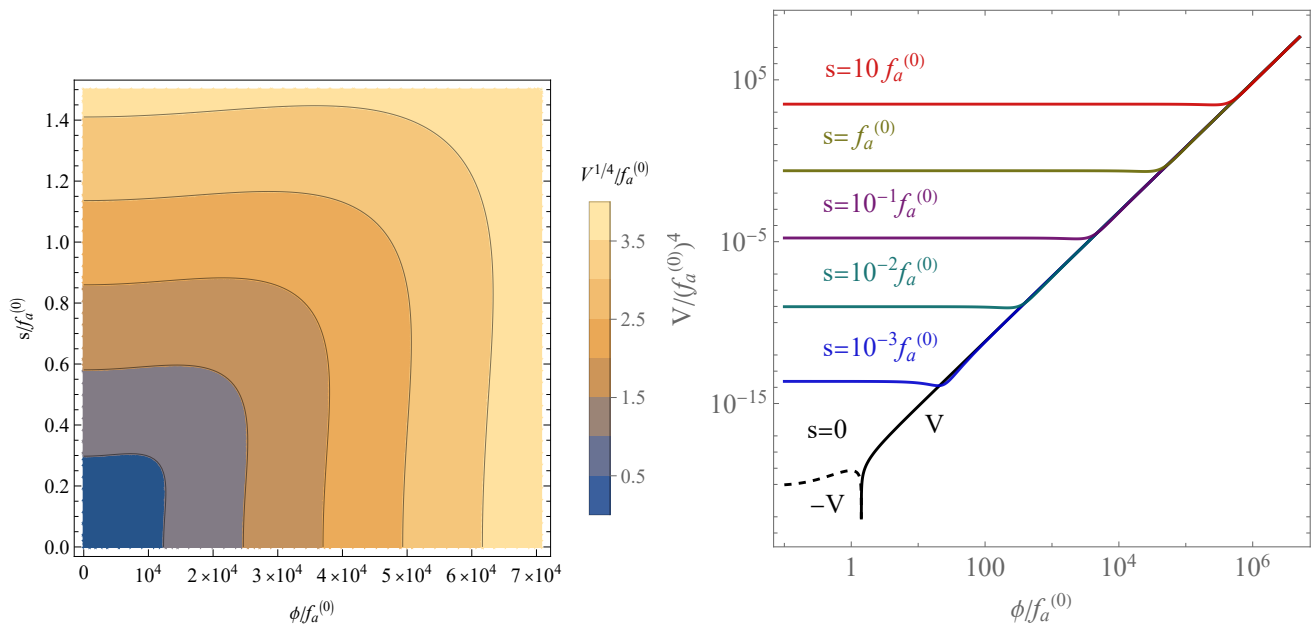 1.4
1.2
1.0
0.8
0.6
0.4
0.2
0.0
s/f_a^(0)
0
10^4
2×10^4
3×10^4
4×10^4
5×10^4
6×10^4
7×10^4
ϕ/f_a^(0)
V^1/4/f_a^(0)
3.5
2.5
1.5
0.5
V/(f_a^(0))^4
10^5
10^-5
10^-15
s=10 f_a^(0)
s= f_a^(0)
s=10^-1 f_a^(0)
s=10^-2 f_a^(0)
s=10^-3 f_a^(0)
s=0
V
-V
1
100
10^4
10^6
ϕ/f_a^(0)